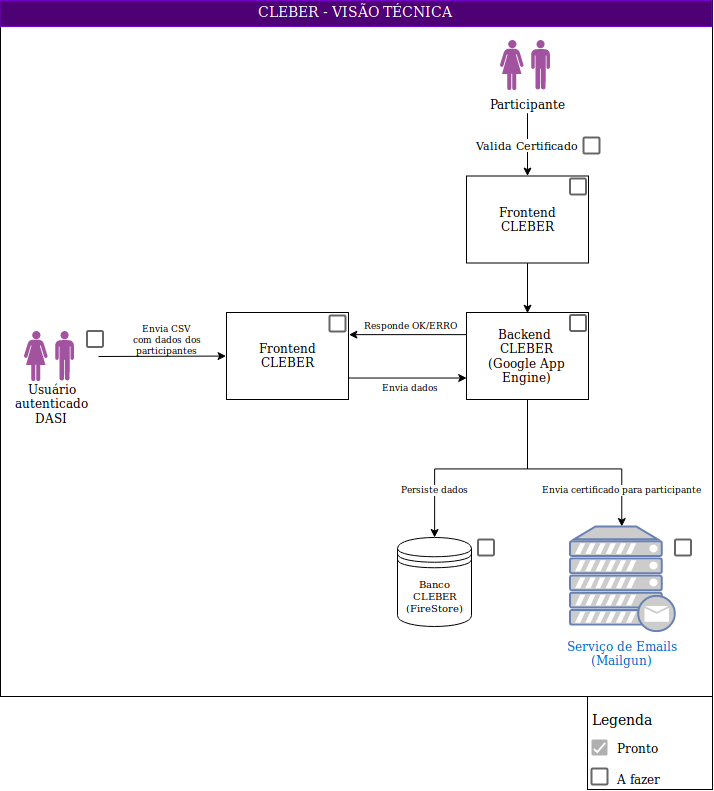 CLEBER - VISÃO TÉCNICA
Participante
Valida Certificado
Frontend
CLEBER
Envia CSV
com dados dos
participantes
Usuário
autenticado
DASI
Frontend
CLEBER
Responde OK/ERRO
Envia dados
Backend
CLEBER
(Google App
Engine)
Persiste dados
Envia certificado para participante
Banco
CLEBER
(FireStore)
Serviço de Emails
(Mailgun)
Legenda
Pronto
A fazer